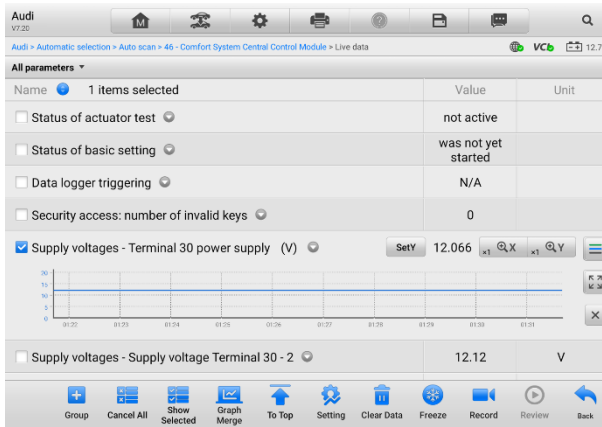 Audi
V7.20
M
?
VCI
12.7
Audi > Automatic selection > Auto scan > 46 - Comfort System Central Control Module > Live data
All parameters
Name 1 items selected Value Unit
Status of actuator test not active
Status of basic setting was not yet
started
Data logger triggering N/A
Security access: number of invalid keys 0
Supply voltages - Terminal 30 power supply (V) SetY 12.066 x1 X x1 Y
20
15
10
5
0
01:22 01:23 01:24 01:25 01:26 01:27 01:28 01:29 01:30 01:31
Supply voltages - Supply voltage Terminal 30 - 2 12.12 V
Group Cancel All Show Selected Graph Merge To Top Setting Clear Data Freeze Record Review Back